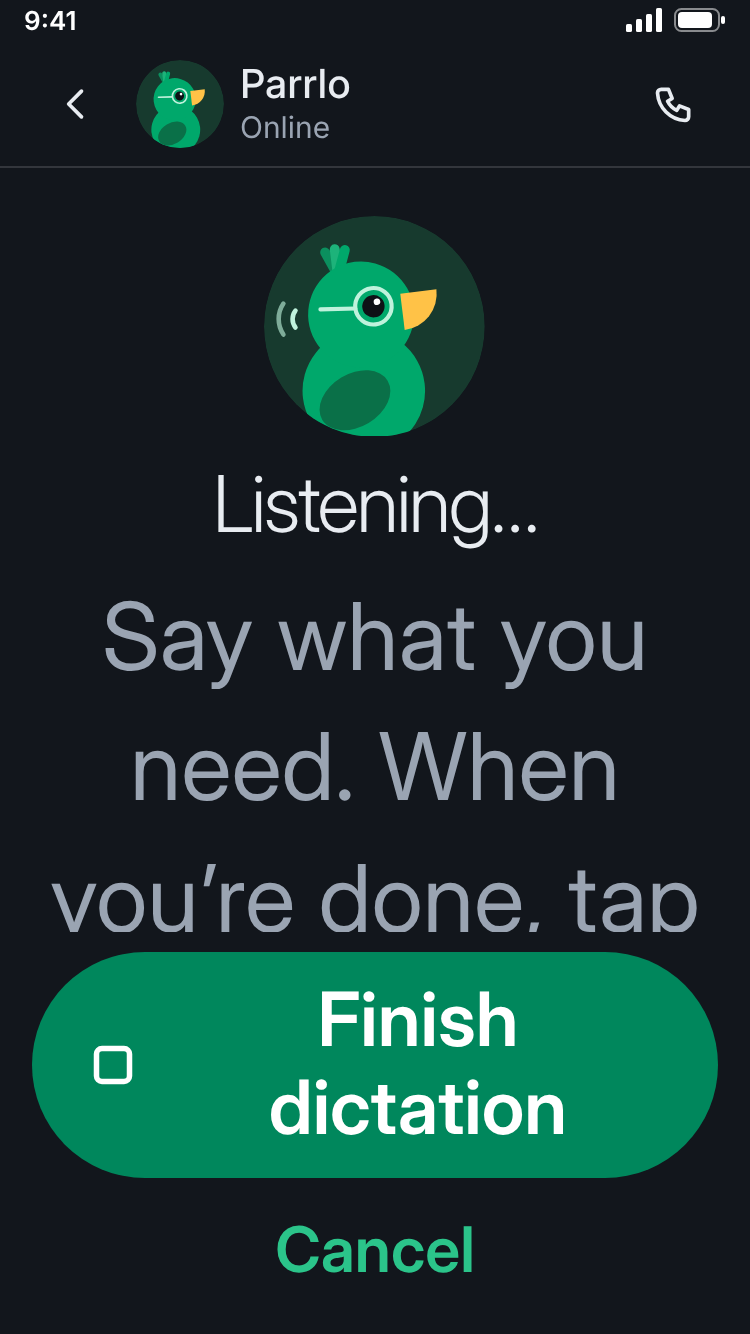 9:41
Parrlo
Online
Listening...
Say what you
need. When
you’re done, tap
Finish
dictation
Cancel